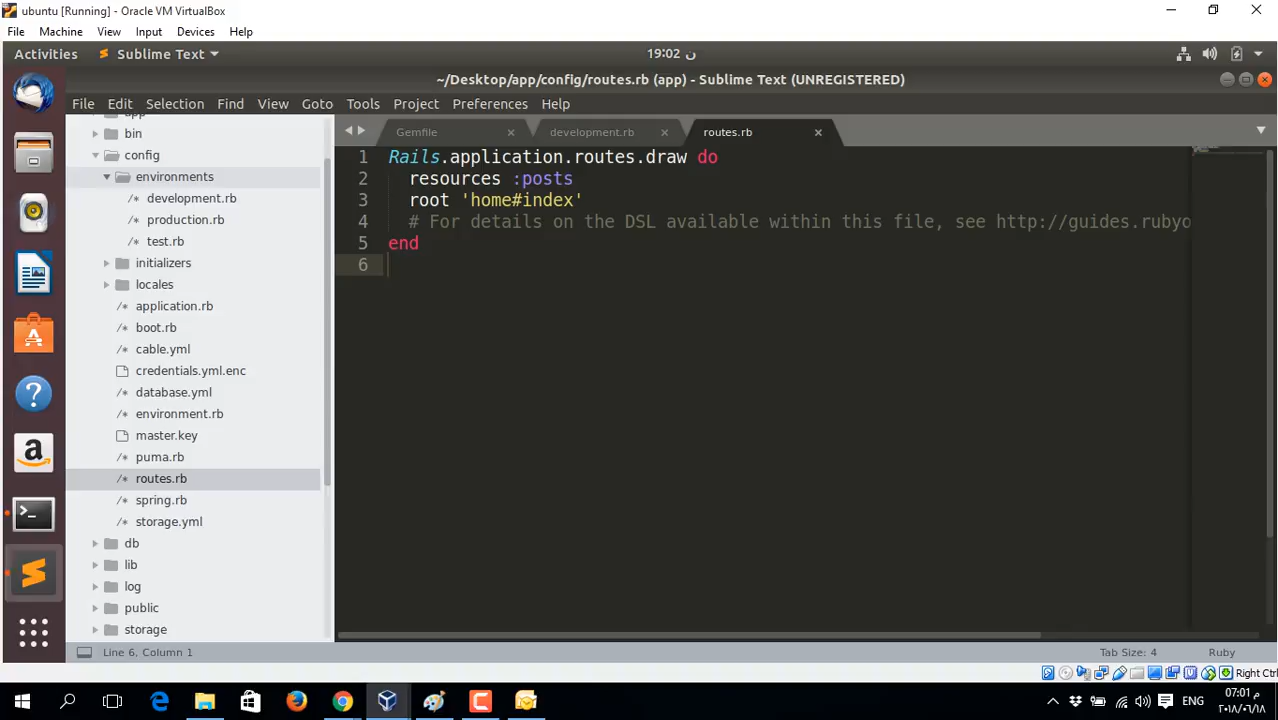 ubuntu [Running] - Oracle VM VirtualBox
File Machine View Input Devices Help
Activities Sublime Text 19:02 ن
~/Desktop/app/config/routes.rb (app) - Sublime Text (UNREGISTERED)
File Edit Selection Find View Goto Tools Project Preferences Help
app
bin
config
environments
development.rb
production.rb
test.rb
initializers
locales
application.rb
boot.rb
cable.yml
credentials.yml.enc
database.yml
environment.rb
master.key
puma.rb
routes.rb
spring.rb
storage.yml
db
lib
log
public
storage
Gemfile development.rb routes.rb
1 Rails.application.routes.draw do
2 resources :posts
3 root 'home#index'
4 # For details on the DSL available within this file, see http://guides.rubyo
5 end
6
Line 6, Column 1 Tab Size: 4 Ruby
Right Ctrl
ENG
07:01 م
٢٠١٨/٠٦/١٨